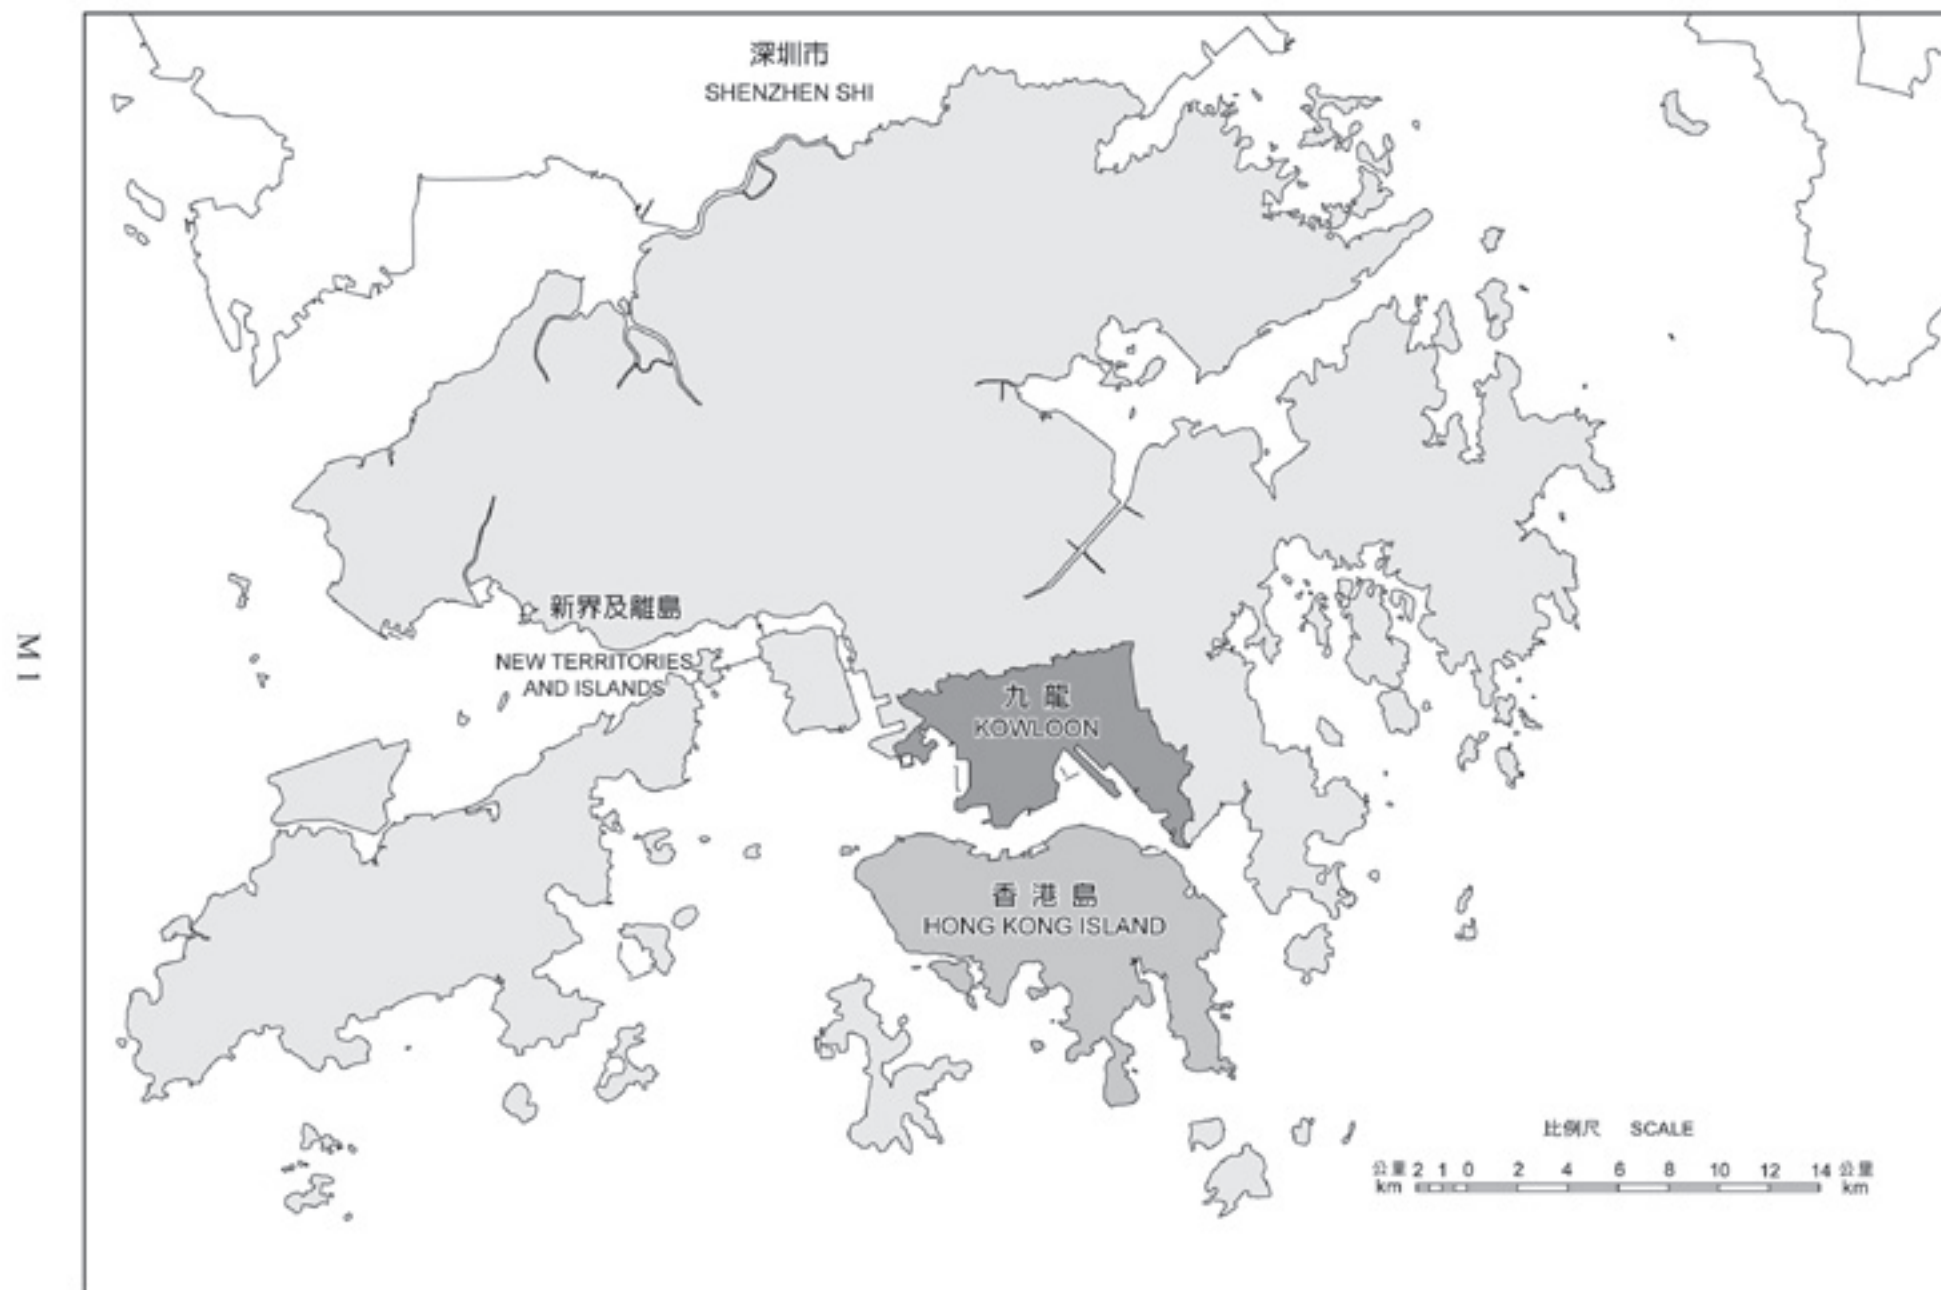 深圳市
SHENZHEN SHI
新界及離島
NEW TERRITORIES
AND ISLANDS
九龍
KOWLOON
香港島
HONG KONG ISLAND
M 1
比例尺 SCALE
公里 2 1 0 2 4 6 8 10 12 14 公里
km km